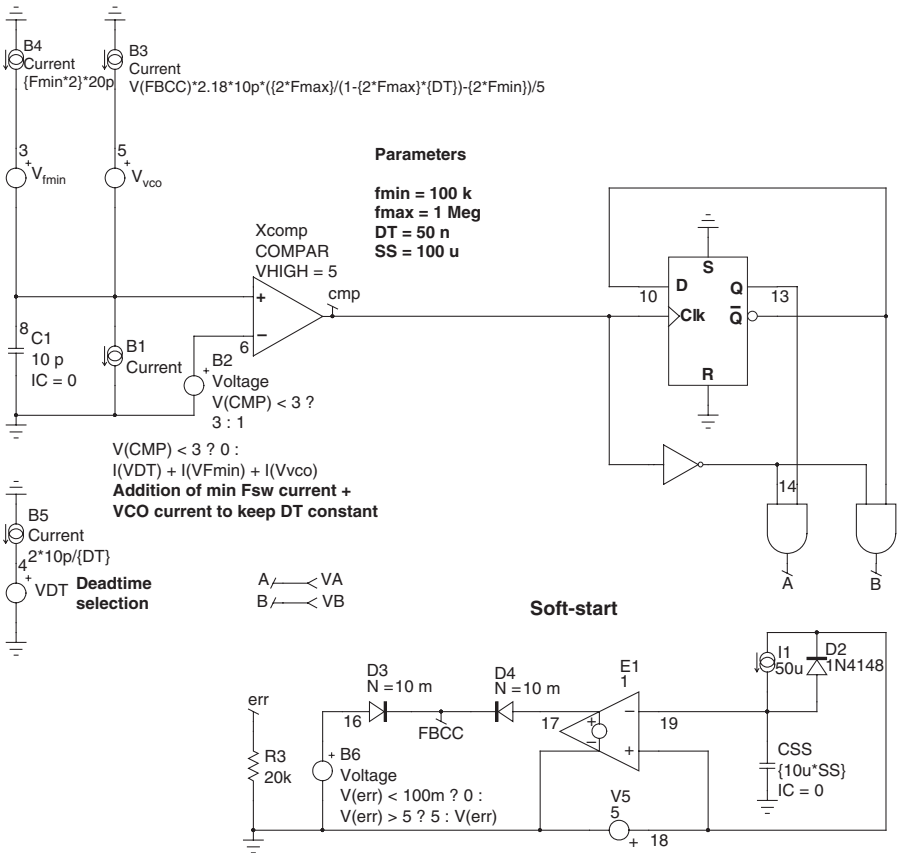 B4
Current
{Fmin*2}*20p
B3
Current
V(FBCC)*2.18*10p*({2*Fmax}/(1-{2*Fmax}*{DT})-{2*Fmin})/5
3
+
Vfmin
5
+
Vvco
Parameters
fmin = 100 k
fmax = 1 Meg
DT = 50 n
SS = 100 u
Xcomp
COMPAR
VHIGH = 5
+
−
cmp
6
8
C1
10 p
IC = 0
B1
Current
+
B2
Voltage
V(CMP) < 3 ?
3 : 1
V(CMP) < 3 ? 0 :
I(VDT) + I(VFmin) + I(Vvco)
Addition of min Fsw current +
VCO current to keep DT constant
S
D
Q
10
13
Clk
Q
R
14
A
B
B5
Current
2*10p/{DT}
4
+
VDT
Deadtime
selection
A
VA
B
VB
Soft-start
err
R3
20k
D3
N =10 m
16
D4
N =10 m
FBCC
+
B6
Voltage
V(err) < 100m ? 0 :
V(err) > 5 ? 5 : V(err)
E1
1
17
+
−
−
+
19
I1
50u
D2
1N4148
CSS
{10u*SS}
IC = 0
V5
5
+
18